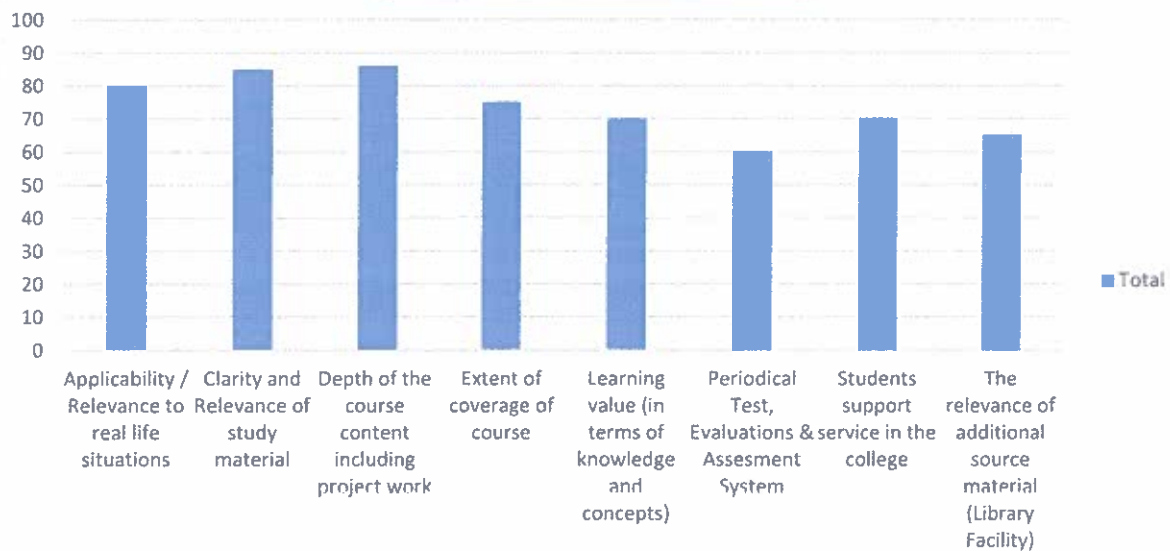 100
90
80
70
60
50
40
30
20
10
0
Total
Applicability /
Relevance to
real life
situations
Clarity and
Relevance of
study
material
Depth of the
course
content
including
project work
Extent of
coverage of
course
Learning
value (in
terms of
knowledge
and
concepts)
Periodical
Test,
Evaluations &
Assesment
System
Students
support
service in the
college
The
relevance of
additional
source
material
(Library
Facility)